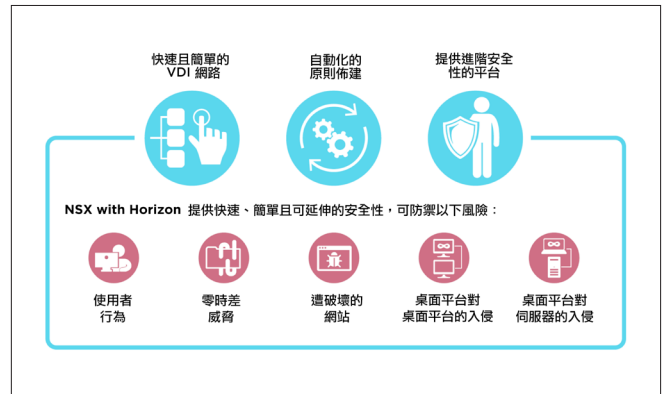 快速且簡單的
VDI 網路
自動化的
原則佈建
提供進階安全
性的平台
NSX with Horizon 提供快速、簡單且可延伸的安全性，可防禦以下風險：
使用者
行為
零時差
威脅
遭破壞的
網站
桌面平台對
桌面平台的入侵
桌面平台對
伺服器的入侵